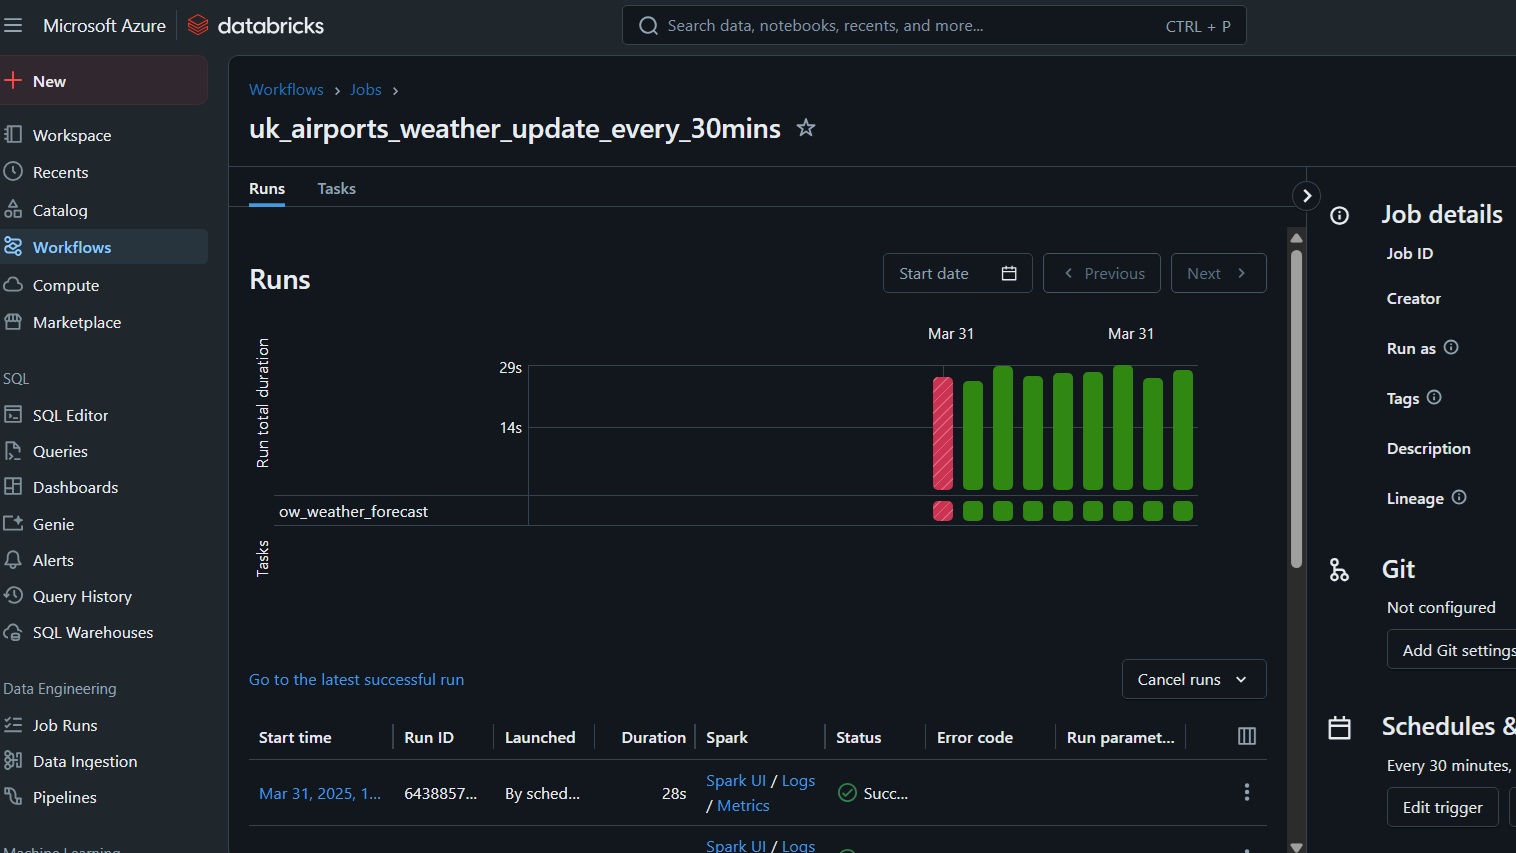 Microsoft Azure
databricks
Search data, notebooks, recents, and more...
CTRL + P
New
Workspace
Recents
Catalog
Workflows
Compute
Marketplace
SQL
SQL Editor
Queries
Dashboards
Genie
Alerts
Query History
SQL Warehouses
Data Engineering
Job Runs
Data Ingestion
Pipelines
Machine Learning
Workflows > Jobs >
uk_airports_weather_update_every_30mins
Runs
Tasks
Runs
Start date
Previous
Next
Mar 31
Mar 31
Run total duration
29s
14s
ow_weather_forecast
Tasks
Go to the latest successful run
Cancel runs
Start time
Run ID
Launched
Duration
Spark
Status
Error code
Run paramet...
Mar 31, 2025, 1...
6438857...
By sched...
28s
Spark UI / Logs
/ Metrics
Succ...
Spark UI / Logs
Job details
Job ID
Creator
Run as
Tags
Description
Lineage
Git
Not configured
Add Git settings
Schedules &
Every 30 minutes,
Edit trigger